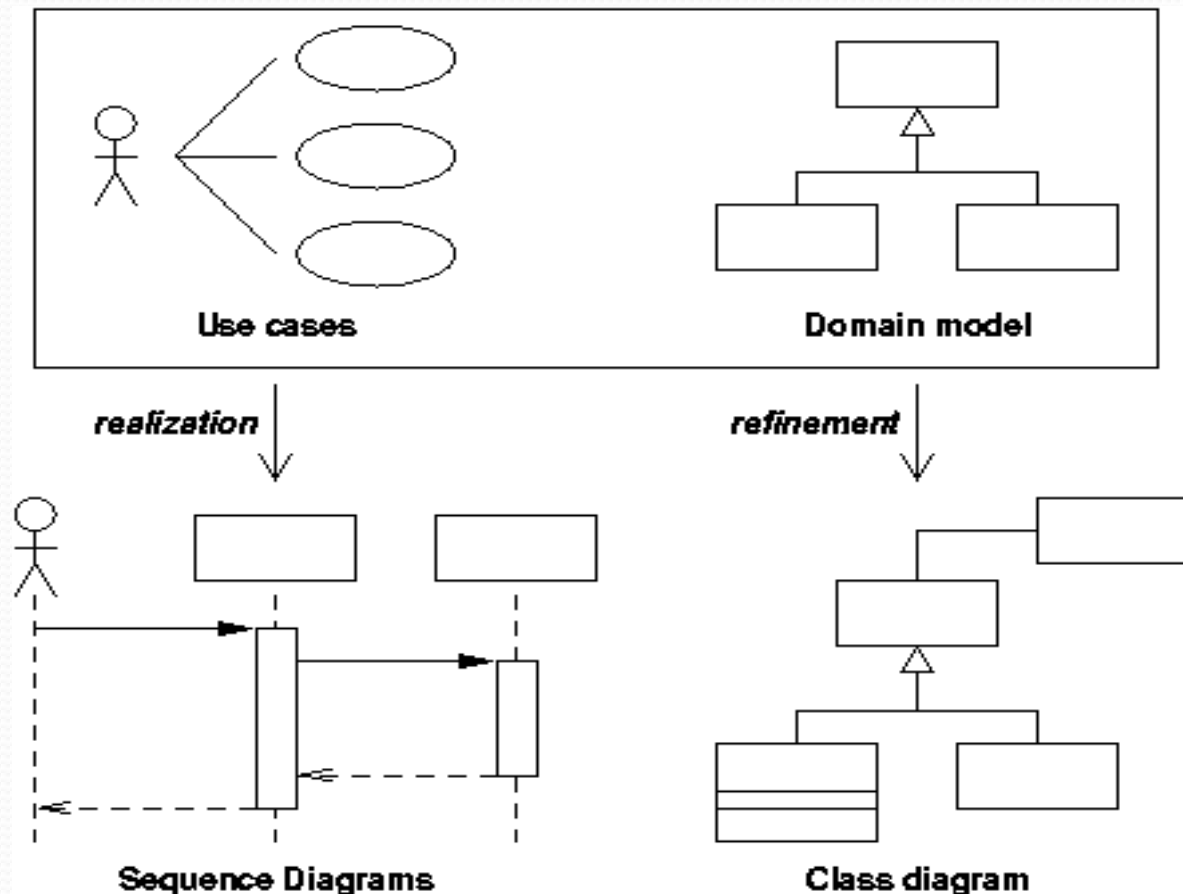 Use cases
Domain model
realization
refinement
Sequence Diagrams
Class diagram